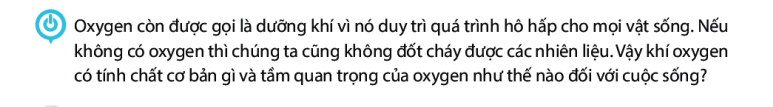 Oxygen còn được gọi là dưỡng khí vì nó duy trì quá trình hô hấp cho mọi vật sống. Nếu
không có oxygen thì chúng ta cũng không đốt cháy được các nhiên liệu. Vậy khí oxygen
có tính chất cơ bản gì và tầm quan trọng của oxygen như thế nào đối với cuộc sống?